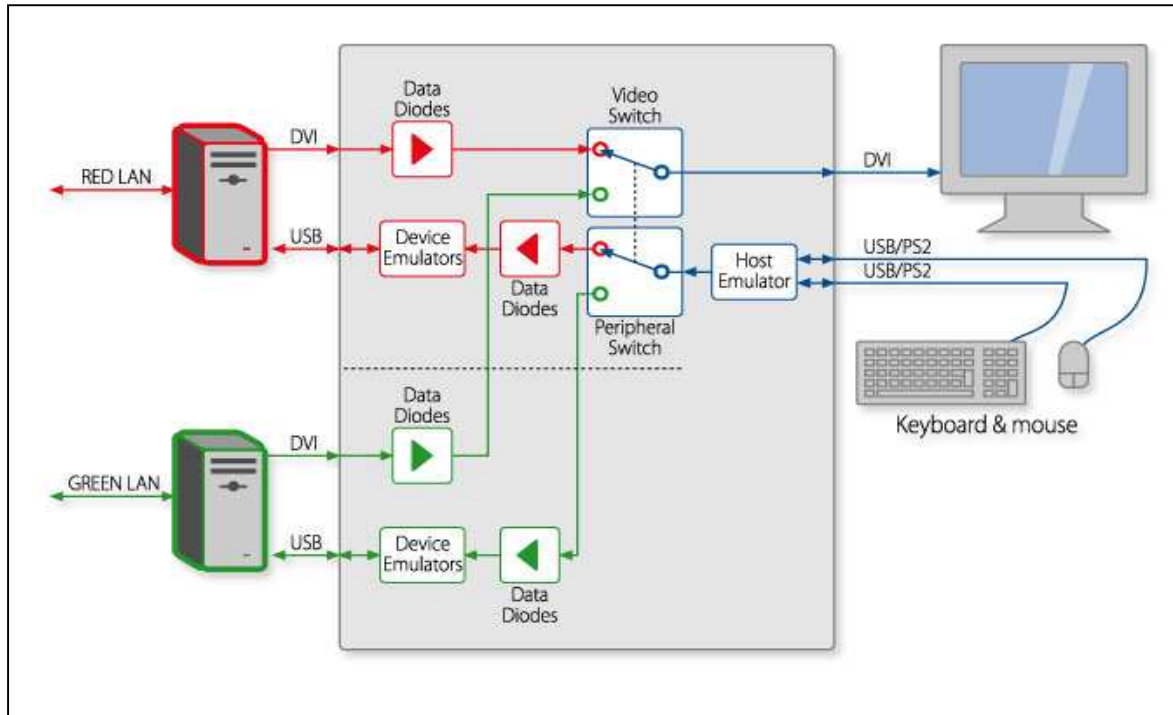 Data
Diodes
Video
Switch
DVI
DVI
RED LAN
USB
Device
Emulators
Data
Diodes
Host
Emulator
USB/PS2
USB/PS2
Peripheral
Switch
Data
Diodes
Keyboard & mouse
DVI
GREEN LAN
USB
Device
Emulators
Data
Diodes